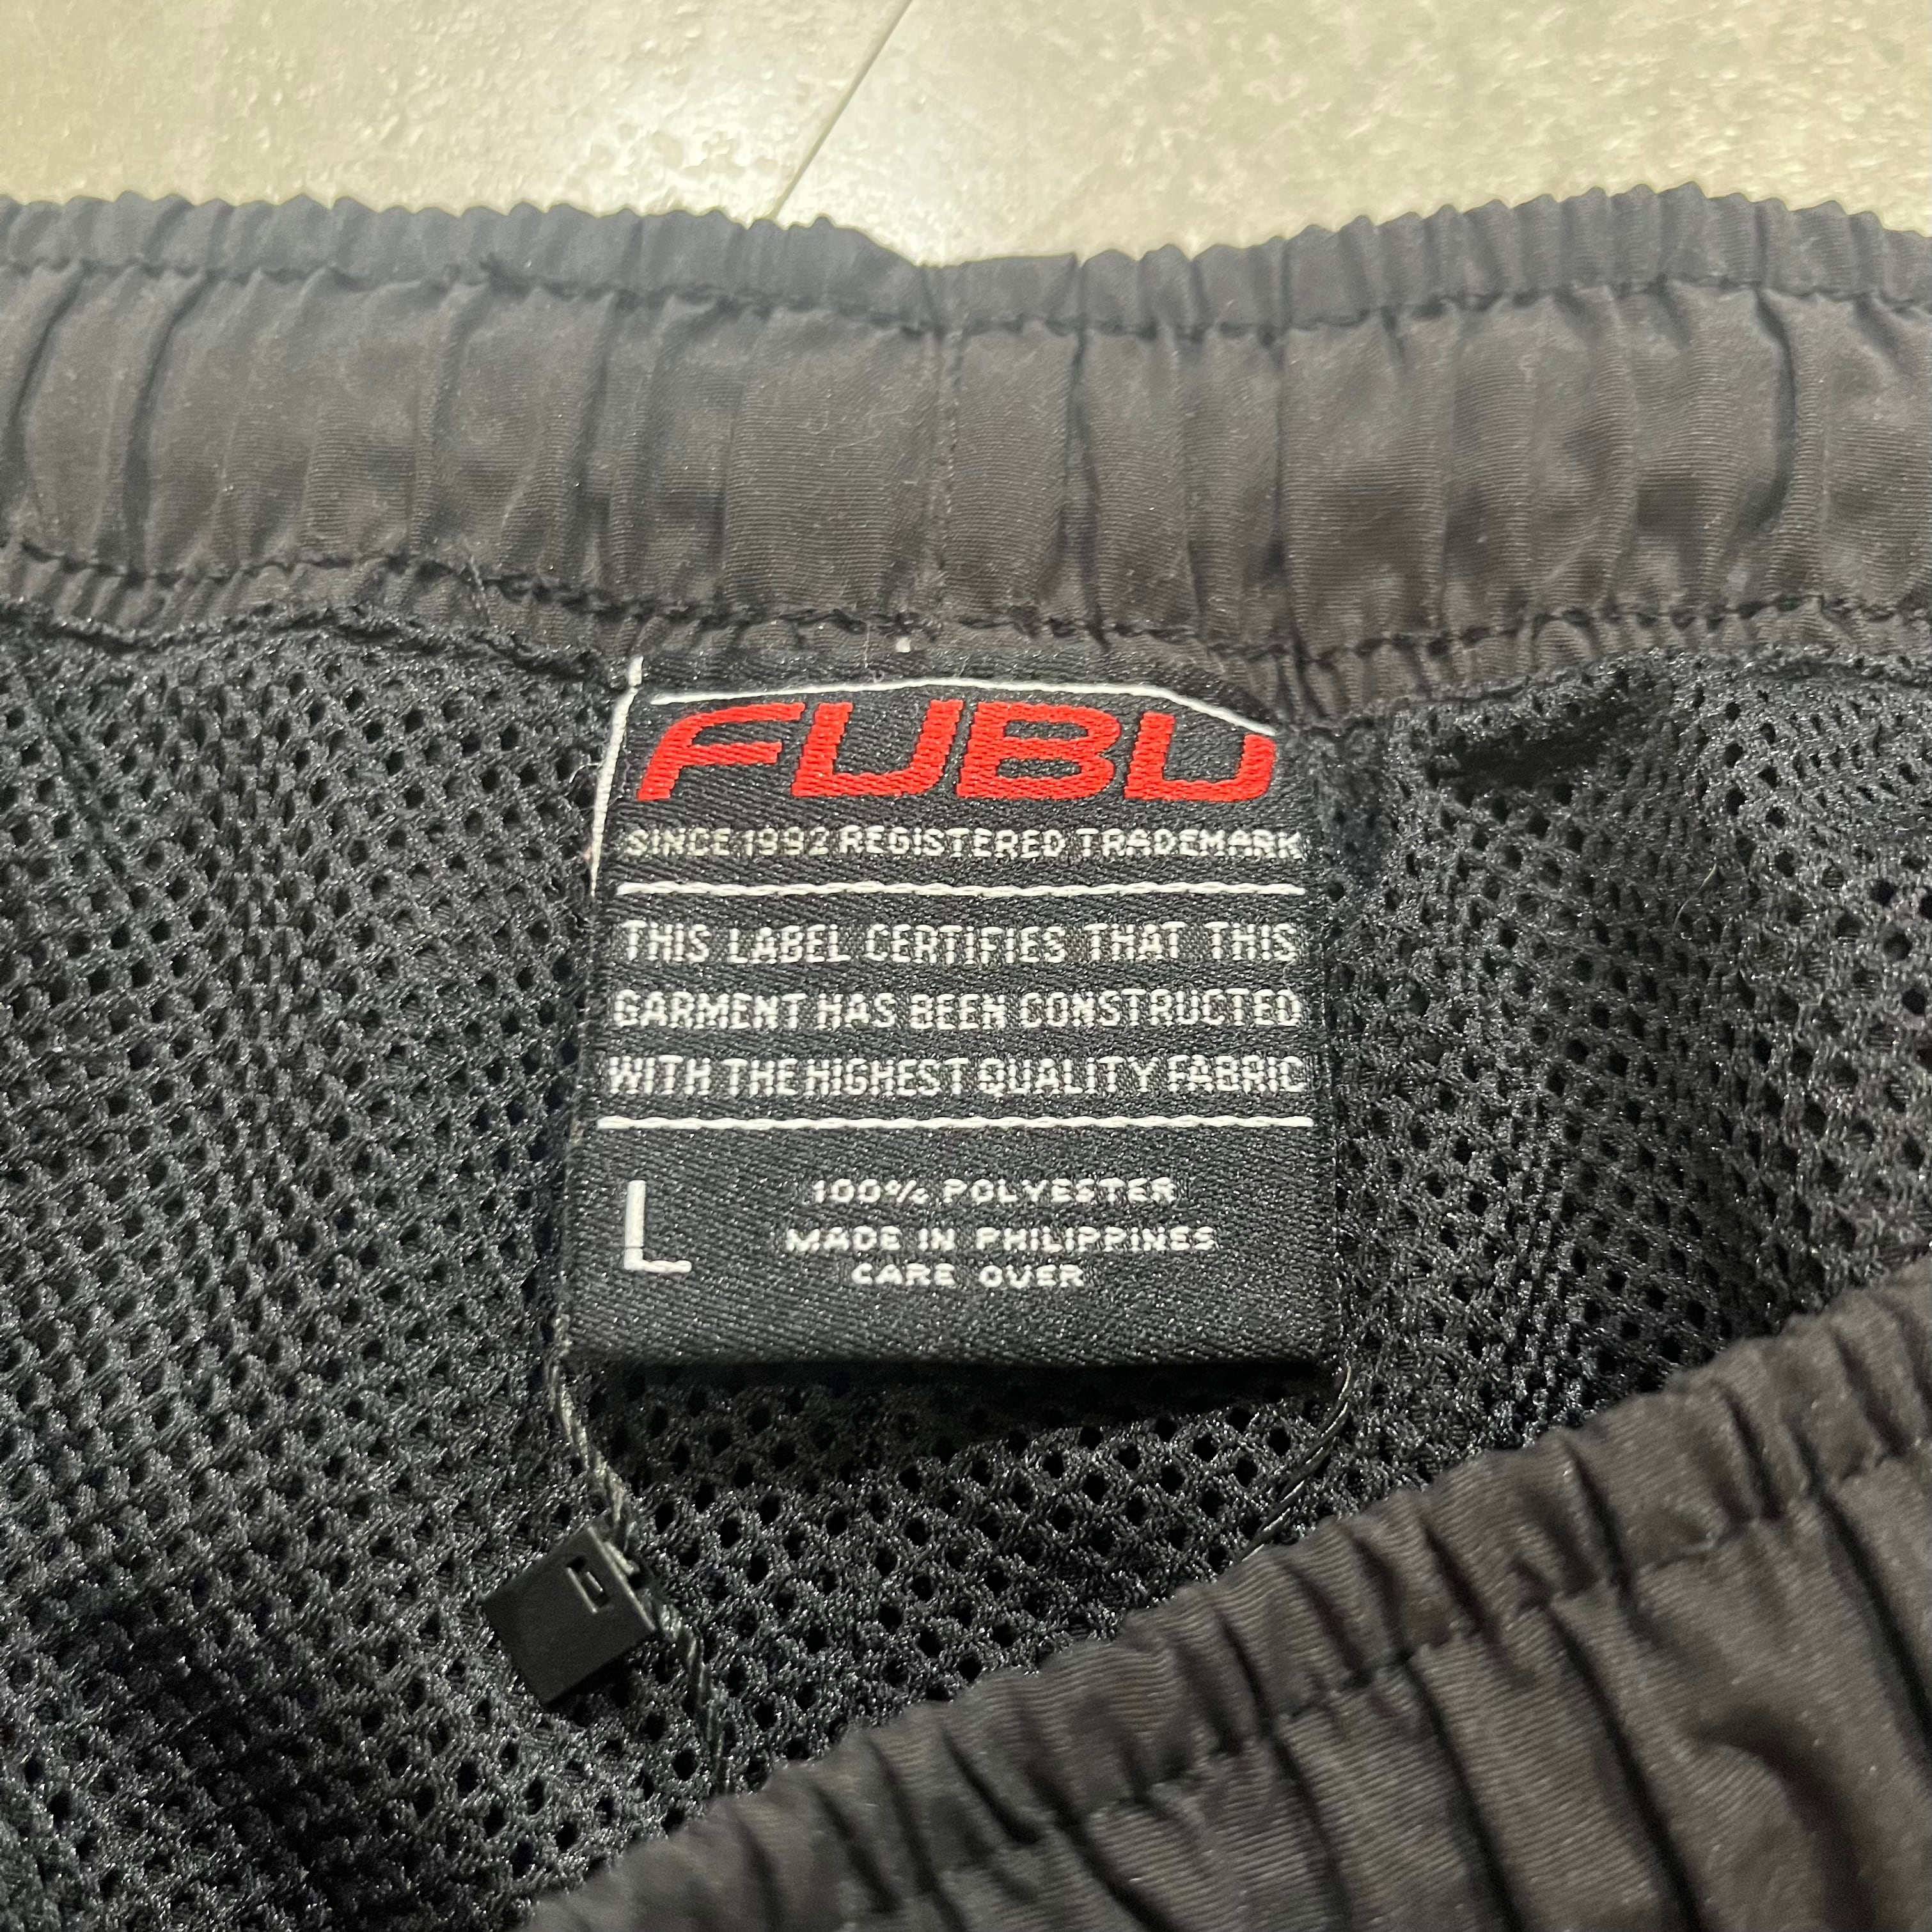 FUBU
SINCE 1992 REGISTERED TRADEMARK
THIS LABEL CERTIFIES THAT THIS
GARMENT HAS BEEN CONSTRUCTED
WITH THE HIGHEST QUALITY FABRIC
L
100% POLYESTER
MADE IN PHILIPPINES
CARE OVER